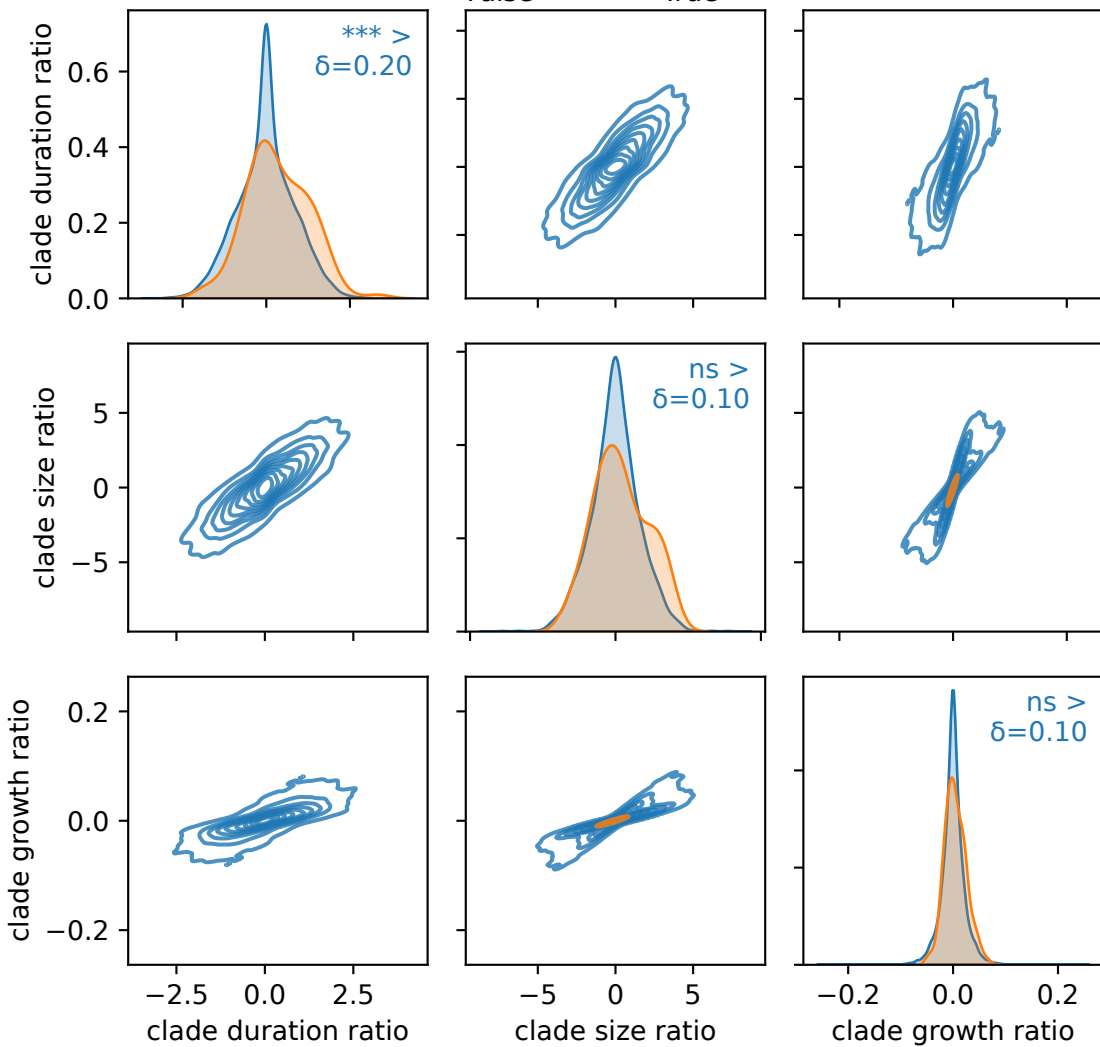 clade duration ratio
0.6
0.4
0.2
0.0
*** >
δ=0.20
clade size ratio
5
0
−5
ns >
δ=0.10
clade growth ratio
0.2
0.0
−0.2
ns >
δ=0.10
−2.5 0.0 2.5
−5 0 5
−0.2 0.0 0.2
clade duration ratio
clade size ratio
clade growth ratio